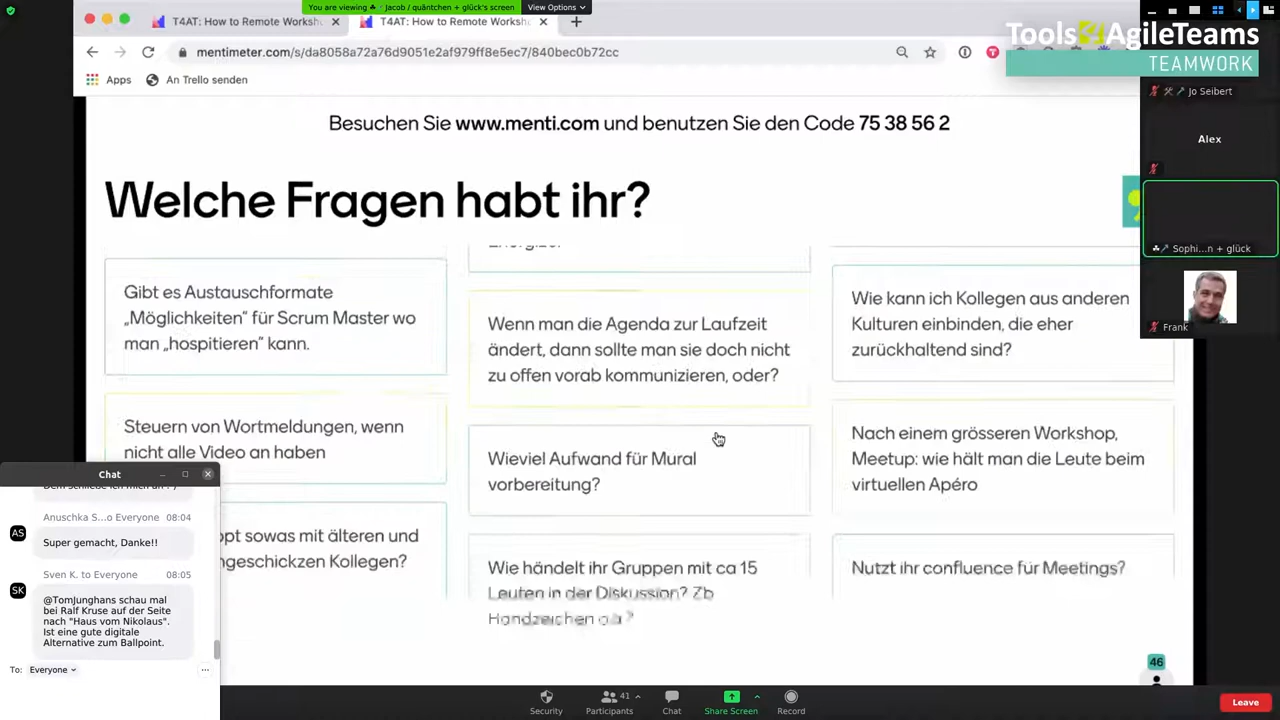 You are viewing
Jacob / quäntchen + glück's screen
View Options
T4AT: How to Remote Worksh
T4AT: How to Remote Worksh
mentimeter.com/s/da8058a72a76d9051e2af979ff8e5ec7/840bec0b72cc
Apps
An Trello senden
Tools4AgileTeams
TEAMWORK
Jo Seibert
Alex
Sophi...n + glück
Frank
Besuchen Sie www.menti.com und benutzen Sie den Code 75 38 56 2
Welche Fragen habt ihr?
Gibt es Austauschformate
„Möglichkeiten“ für Scrum Master wo
man „hospitieren“ kann.
Steuern von Wortmeldungen, wenn
nicht alle Video an haben
sowas mit älteren und
Kollegen?
Wenn man die Agenda zur Laufzeit
ändert, dann sollte man sie doch nicht
zu offen vorab kommunizieren, oder?
Wieviel Aufwand für Mural
vorbereitung?
Wie händelt ihr Gruppen mit ca 15
Leuten in der Diskussion? Zb
Handzeichen
Wie kann ich Kollegen aus anderen
Kulturen einbinden, die eher
zurückhaltend sind?
Nach einem grösseren Workshop,
Meetup: wie hält man die Leute beim
virtuellen Apéro
Nutzt ihr confluence für Meetings?
46
Chat
Anuschka S...o Everyone 08:04
AS
Super gemacht, Danke!!
Sven K. to Everyone 08:05
SK
@TomJunghans schau mal
bei Ralf Kruse auf der Seite
nach "Haus vom Nikolaus".
Ist eine gute digitale
Alternative zum Ballpoint.
To: Everyone
Security
Participants
41
Chat
Share Screen
Record
Leave